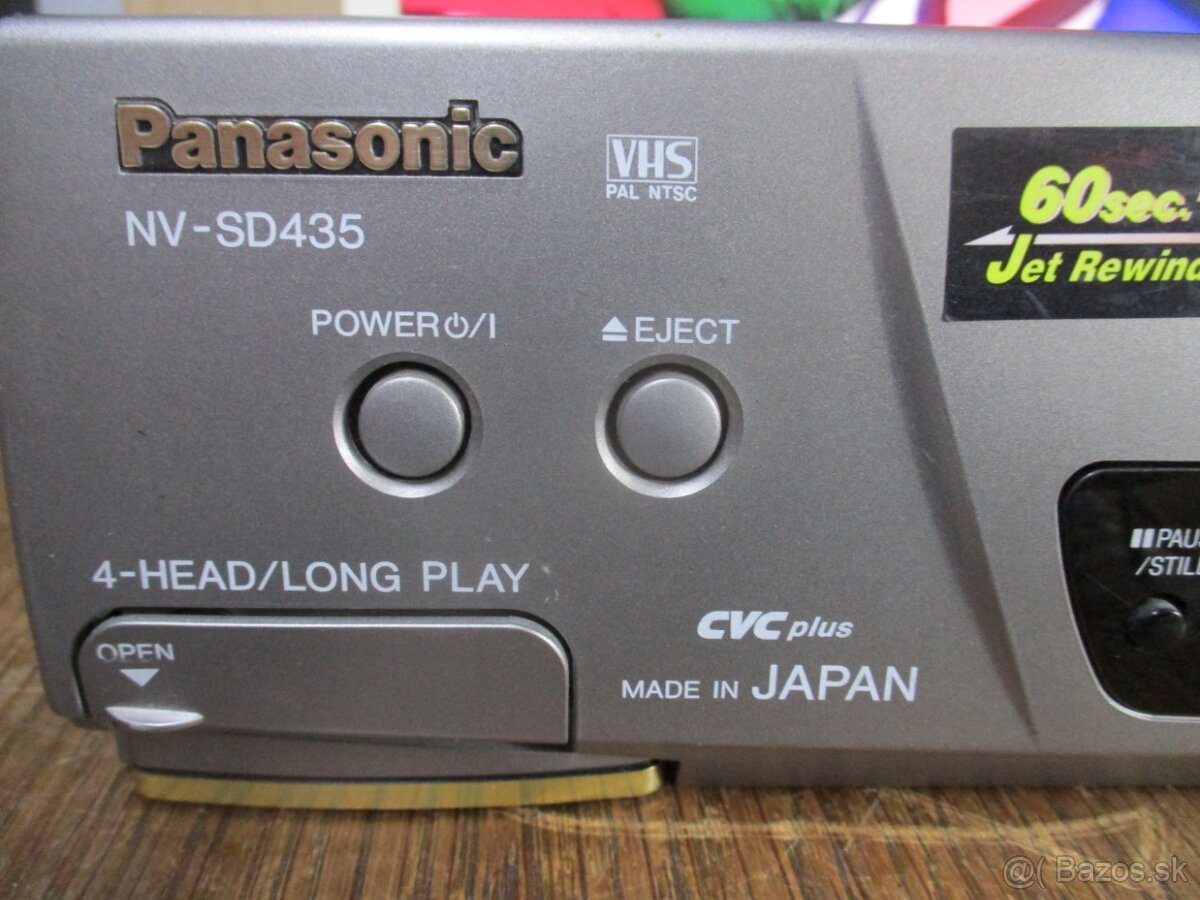 Panasonic
VHS
PAL NTSC
NV-SD435
60sec.
Jet Rewind
POWER⏻/I
⏏EJECT
4-HEAD/LONG PLAY
OPEN
CVC plus
MADE IN JAPAN
⏸PAUS
/STILL
@( Bazos.sk